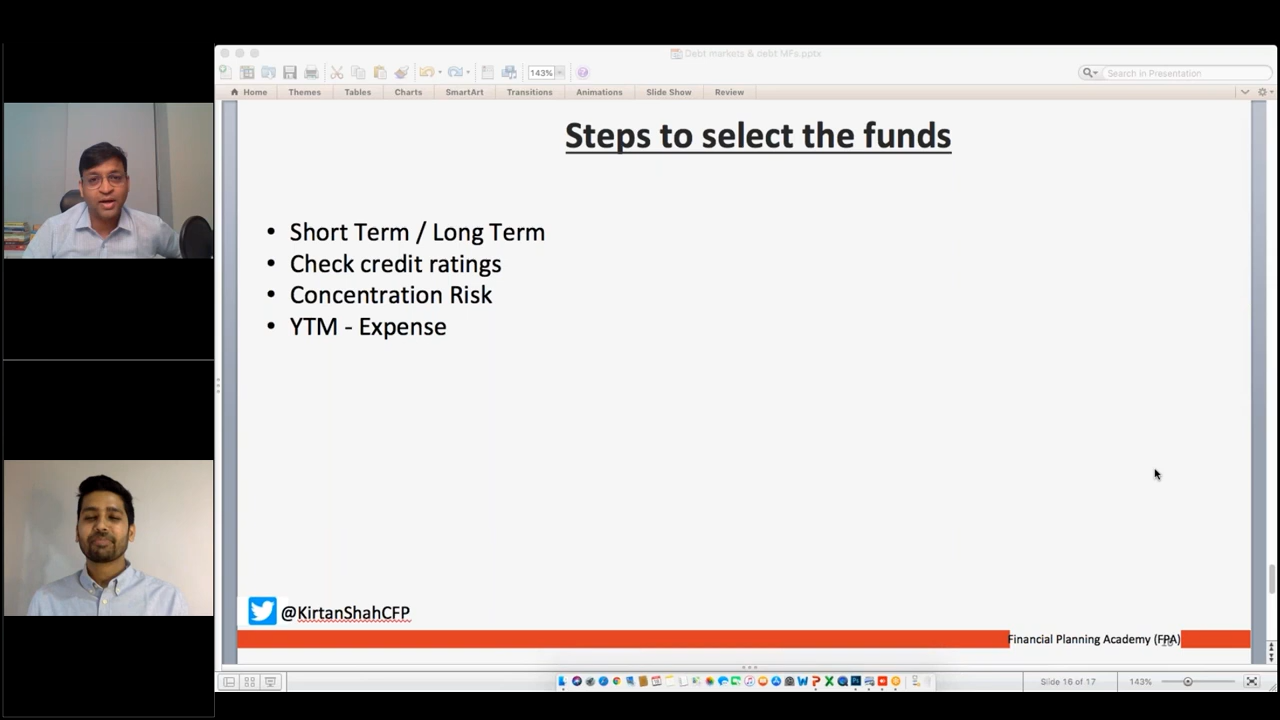 Debt markets & debt MFs.pptx
143%
Search in Presentation
Home Themes Tables Charts SmartArt Transitions Animations Slide Show Review
Steps to select the funds
• Short Term / Long Term
• Check credit ratings
• Concentration Risk
• YTM - Expense
@KirtanShahCFP
Financial Planning Academy (FPA)
Slide 16 of 17 143%